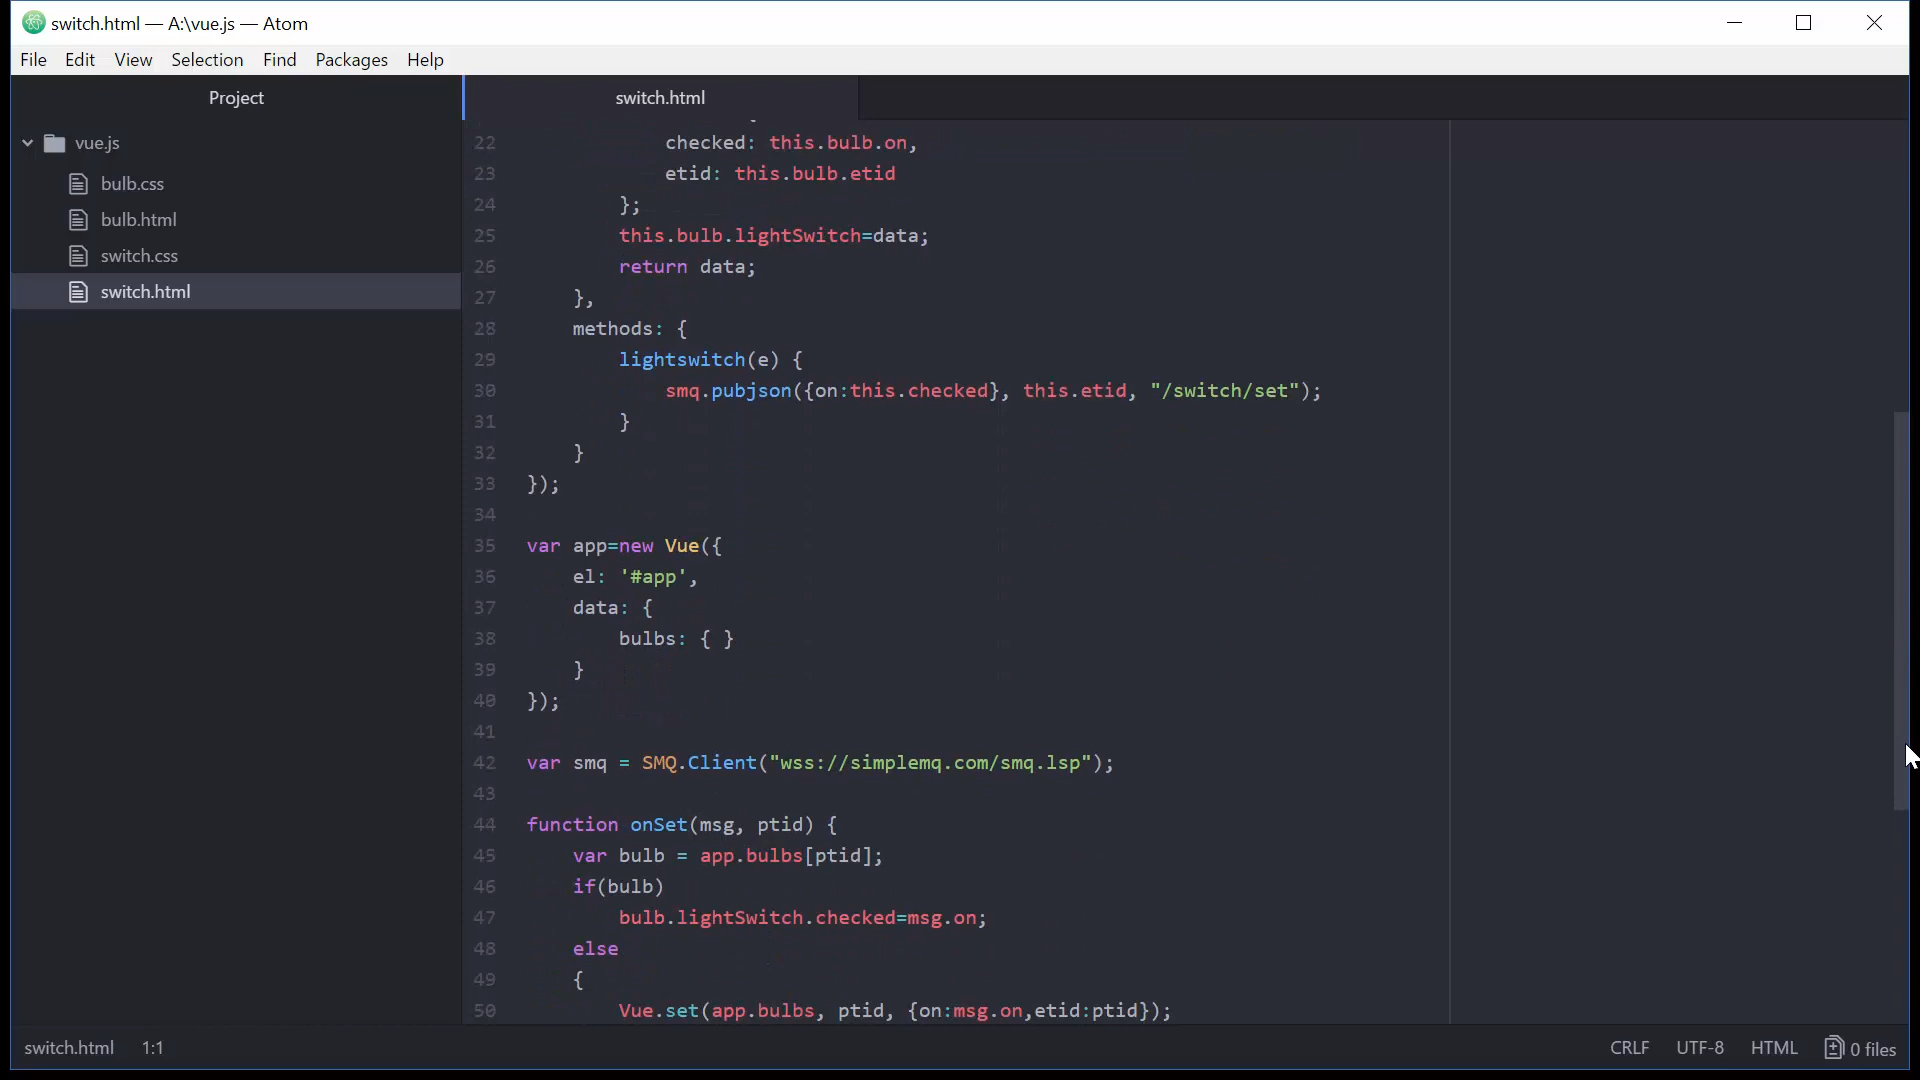 switch.html — A:\vue.js — Atom
File Edit View Selection Find Packages Help
Project
vue.js
bulb.css
bulb.html
switch.css
switch.html
switch.html
22 checked: this.bulb.on,
23 etid: this.bulb.etid
24 };
25 this.bulb.lightSwitch=data;
26 return data;
27 },
28 methods: {
29 lightswitch(e) {
30 smq.pubjson({on:this.checked}, this.etid, "/switch/set");
31 }
32 }
33 });
34
35 var app=new Vue({
36 el: '#app',
37 data: {
38 bulbs: { }
39 }
40 });
41
42 var smq = SMQ.Client("wss://simplemq.com/smq.lsp");
43
44 function onSet(msg, ptid) {
45 var bulb = app.bulbs[ptid];
46 if(bulb)
47 bulb.lightSwitch.checked=msg.on;
48 else
49 {
50 Vue.set(app.bulbs, ptid, {on:msg.on,etid:ptid});
switch.html 1:1 CRLF UTF-8 HTML 0 files